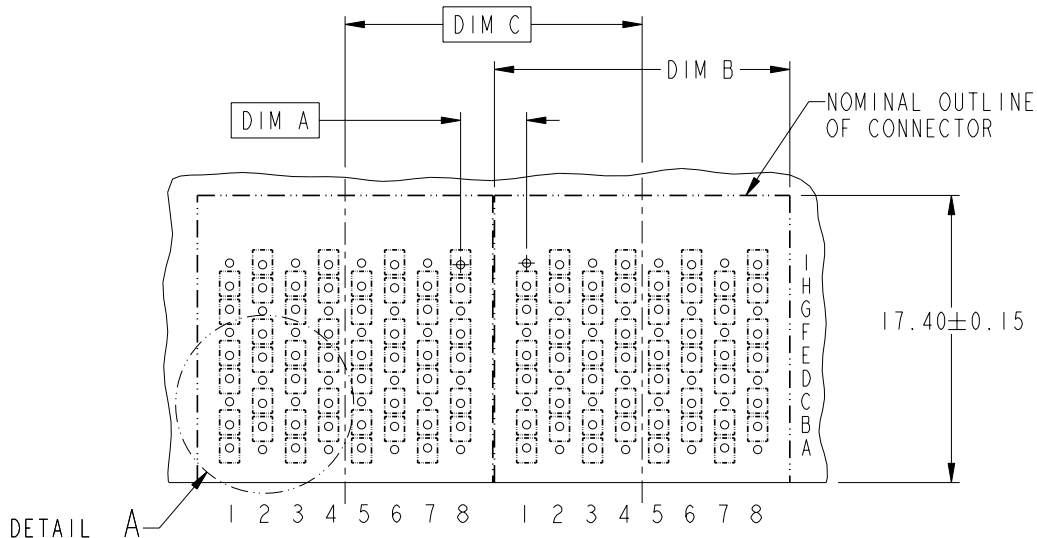 DIM C
DIM B
DIM A
NOMINAL OUTLINE
OF CONNECTOR
I
H
G
F
E
D
C
B
A
17.40±0.15
DETAIL A
1 2 3 4 5 6 7 8 1 2 3 4 5 6 7 8